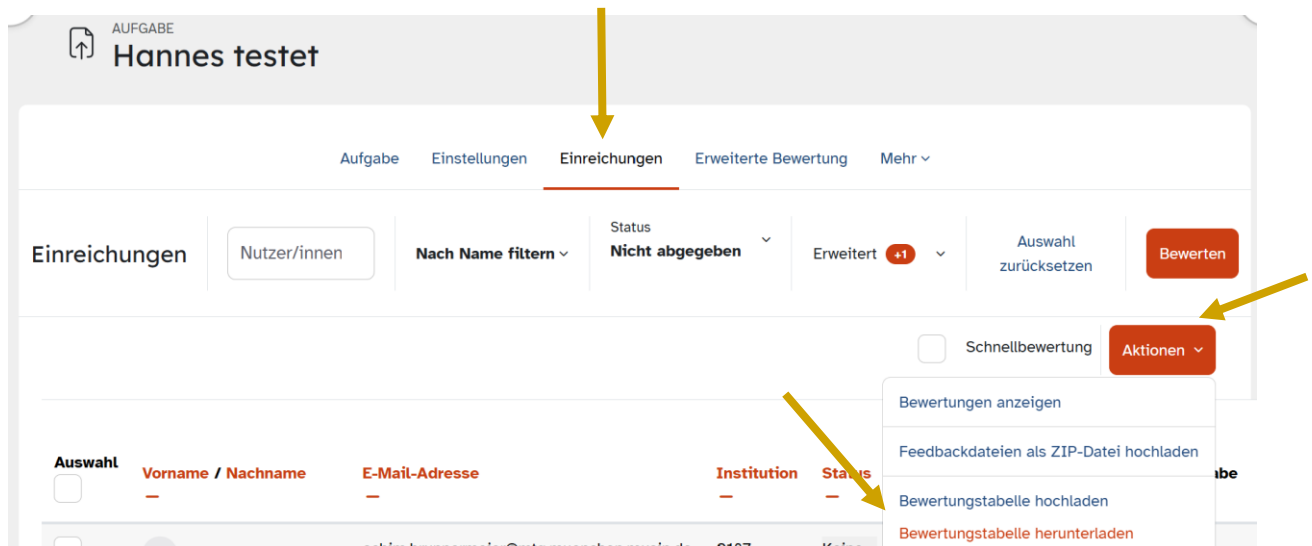 AUFGABE
Hannes testet
Aufgabe Einstellungen Einreichungen Erweiterte Bewertung Mehr
Einreichungen Nutzer/innen Nach Name filtern Status Nicht abgegeben Erweitert +1 Auswahl zurücksetzen Bewerten
Schnellbewertung Aktionen
Bewertungen anzeigen
Feedbackdateien als ZIP-Datei hochladen
Auswahl Vorname / Nachname E-Mail-Adresse Institution Status
Bewertungstabelle hochladen
Bewertungstabelle herunterladen